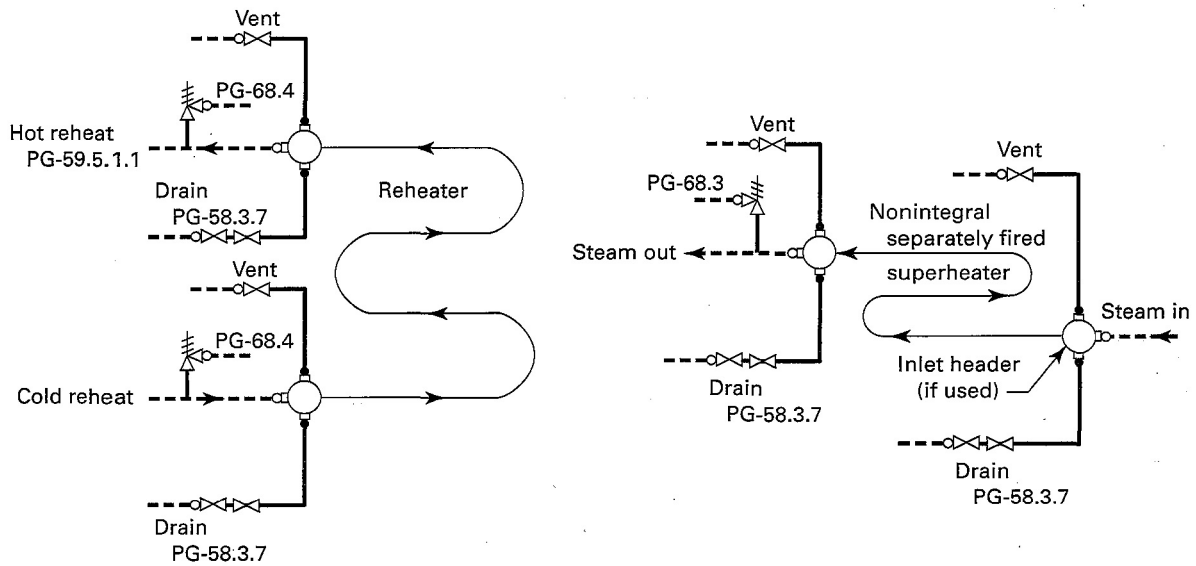 Vent
PG-68.4
Hot reheat
PG-59.5.1.1
Drain
PG-58.3.7
Reheater
Vent
PG-68.4
Cold reheat
Drain
PG-58.3.7
Vent
PG-68.3
Steam out
Nonintegral
separately fired
superheater
Drain
PG-58.3.7
Vent
Steam in
Inlet header
(if used)
Drain
PG-58.3.7